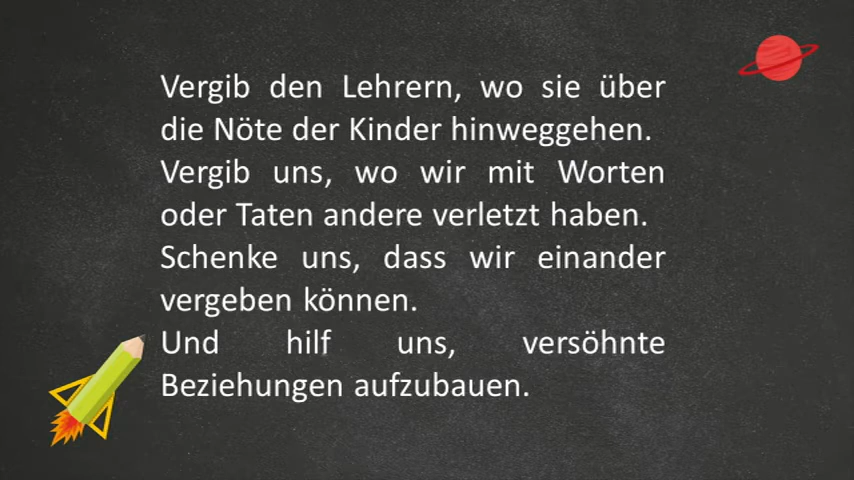 Vergib den Lehrern, wo sie über
die Nöte der Kinder hinweggehen.
Vergib uns, wo wir mit Worten
oder Taten andere verletzt haben.
Schenke uns, dass wir einander
vergeben können.
Und hilf uns, versöhnte
Beziehungen aufzubauen.